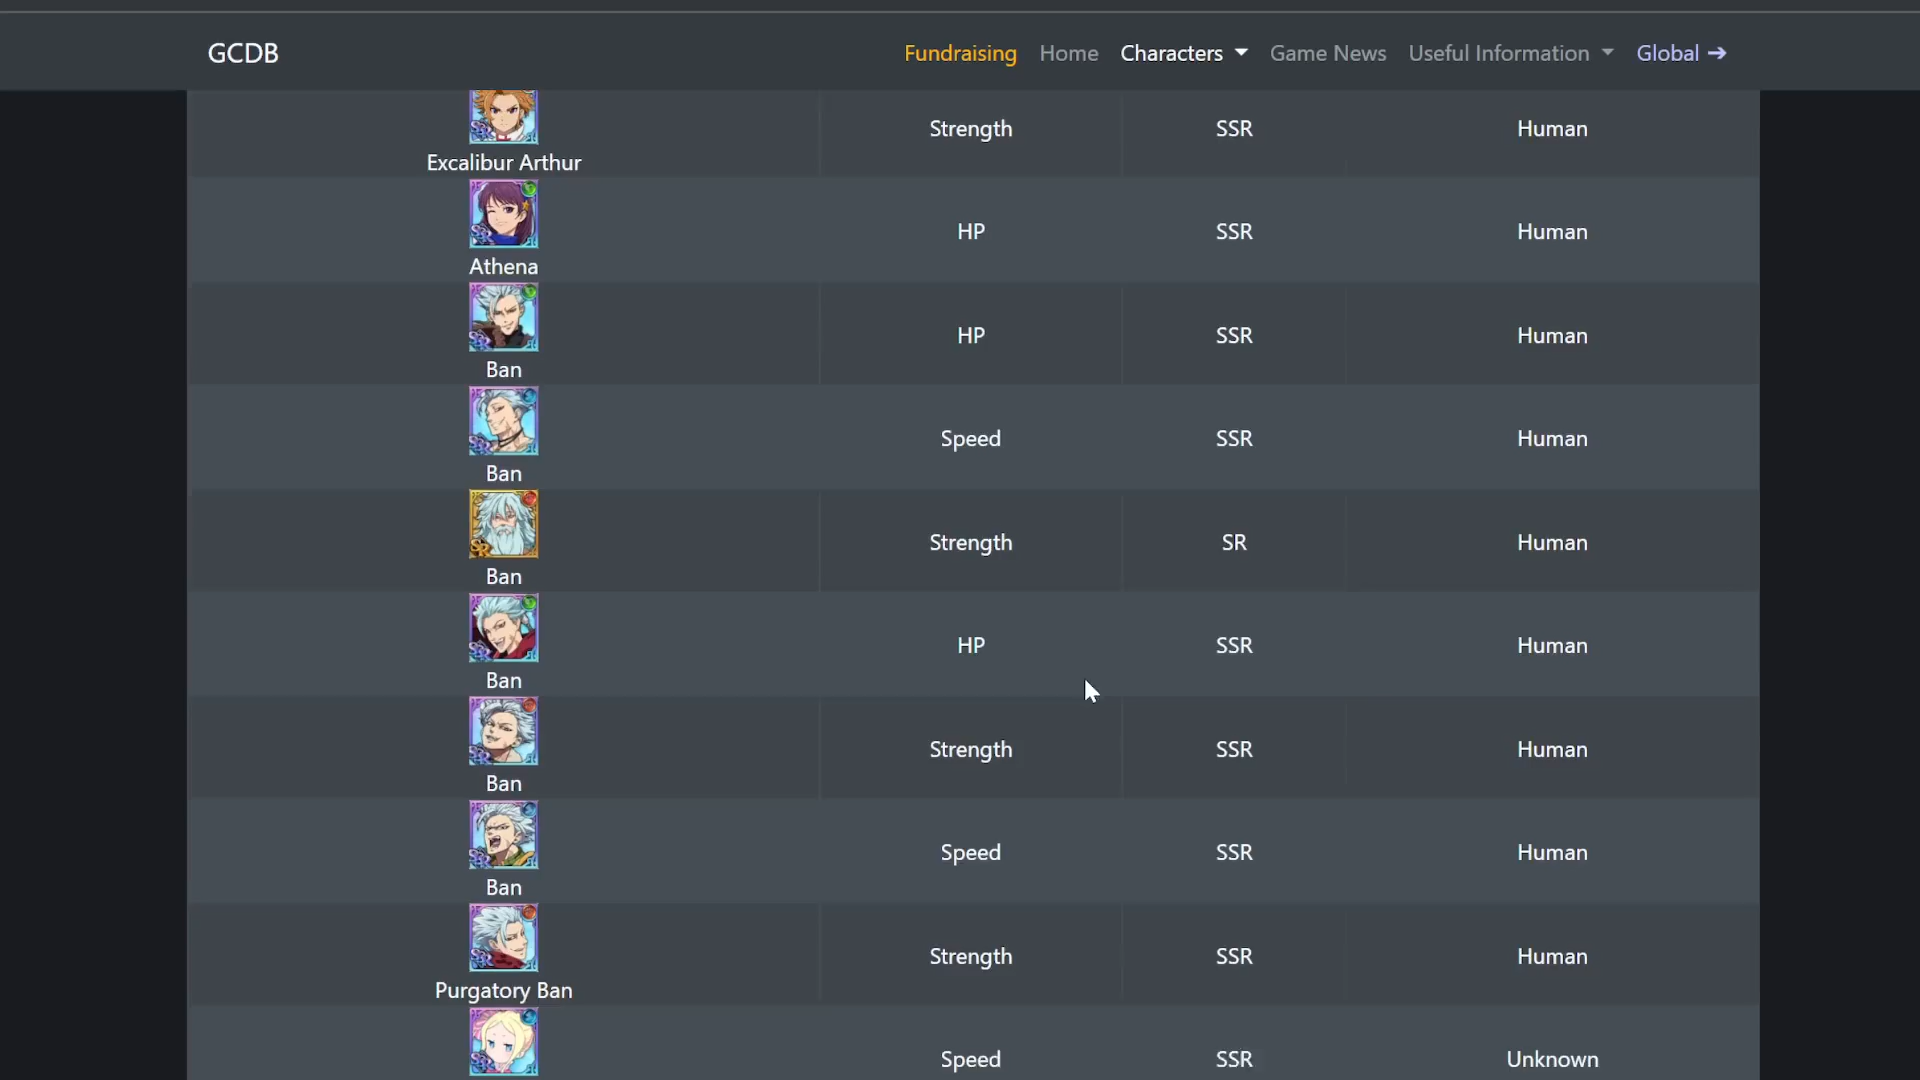 GCDB
Fundraising Home Characters Game News Useful Information Global →
Strength SSR Human
Excalibur Arthur
HP SSR Human
Athena
HP SSR Human
Ban
Speed SSR Human
Ban
SR
Strength SR Human
Ban
HP SSR Human
Ban
Strength SSR Human
Ban
Speed SSR Human
Ban
Strength SSR Human
Purgatory Ban
Speed SSR Unknown